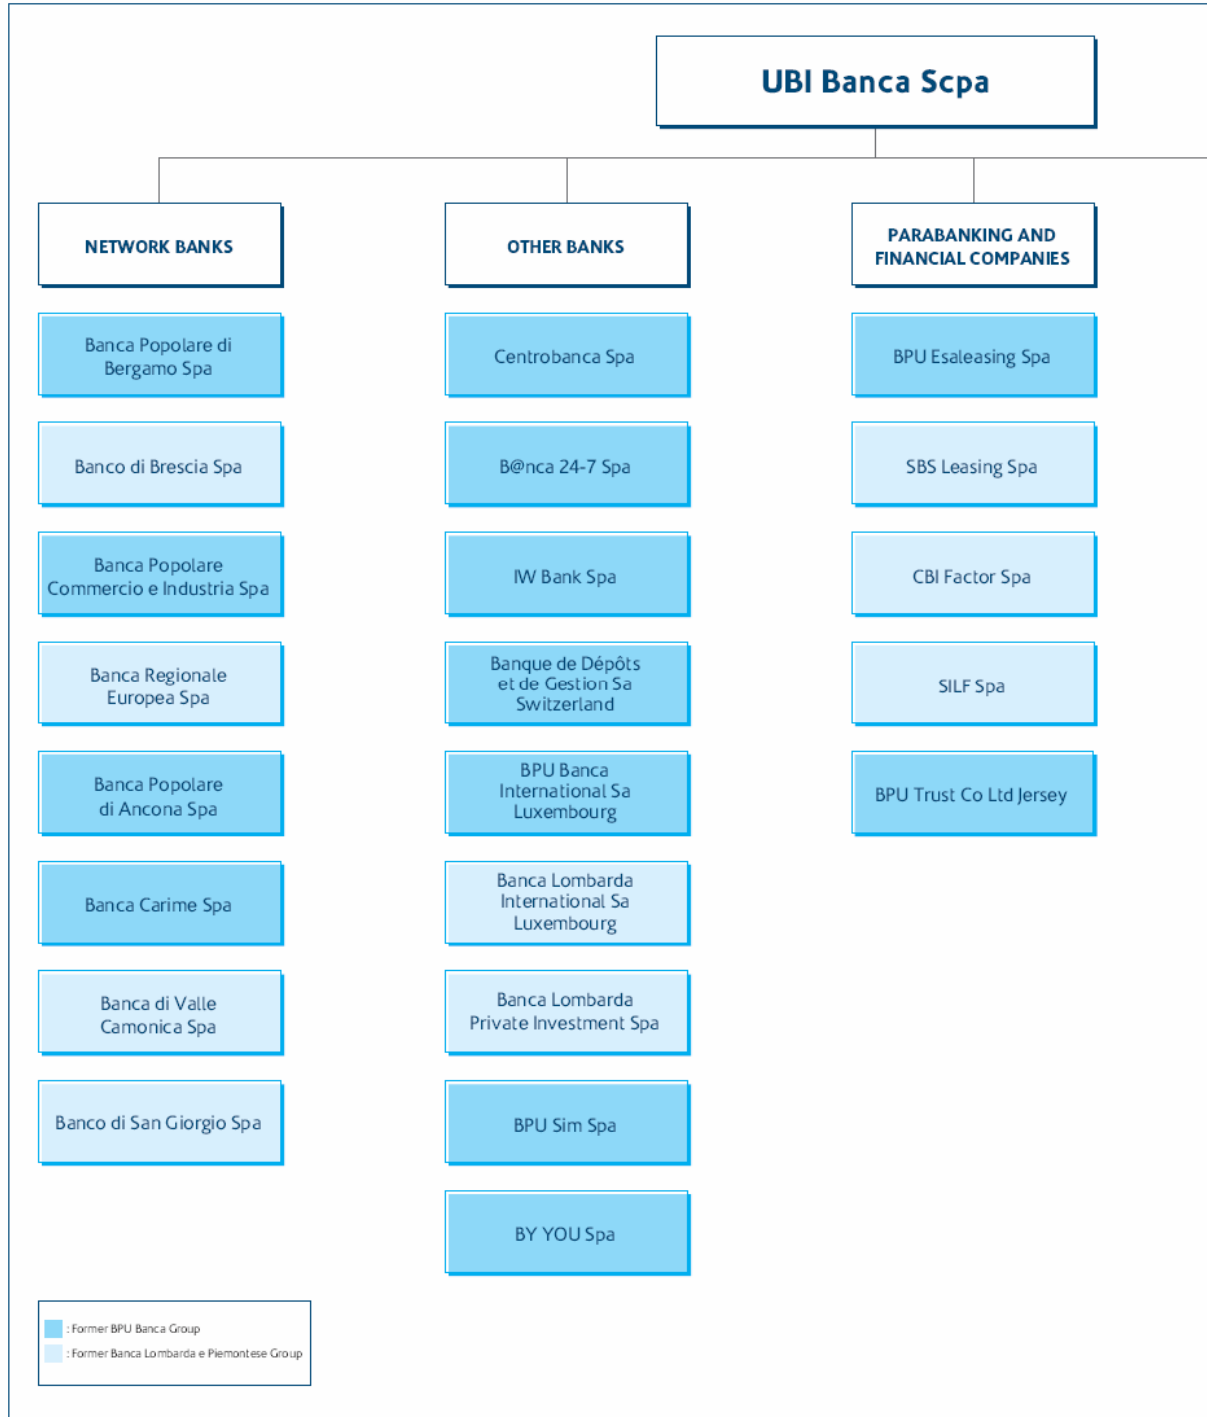 UBI Banca Scpa
NETWORK BANKS
Banca Popolare di
Bergamo Spa
Banco di Brescia Spa
Banca Popolare
Commercio e Industria Spa
Banca Regionale
Europea Spa
Banca Popolare
di Ancona Spa
Banca Carime Spa
Banca di Valle
Camonica Spa
Banco di San Giorgio Spa
OTHER BANKS
Centrobanca Spa
B@nca 24-7 Spa
IW Bank Spa
Banque de Dépôts
et de Gestion Sa
Switzerland
BPU Banca
International Sa
Luxembourg
Banca Lombarda
International Sa
Luxembourg
Banca Lombarda
Private Investment Spa
BPU Sim Spa
BY YOU Spa
PARABANKING AND
FINANCIAL COMPANIES
BPU Esaleasing Spa
SBS Leasing Spa
CBI Factor Spa
SILF Spa
BPU Trust Co Ltd Jersey
: Former BPU Banca Group
: Former Banca Lombarda e Piemontese Group